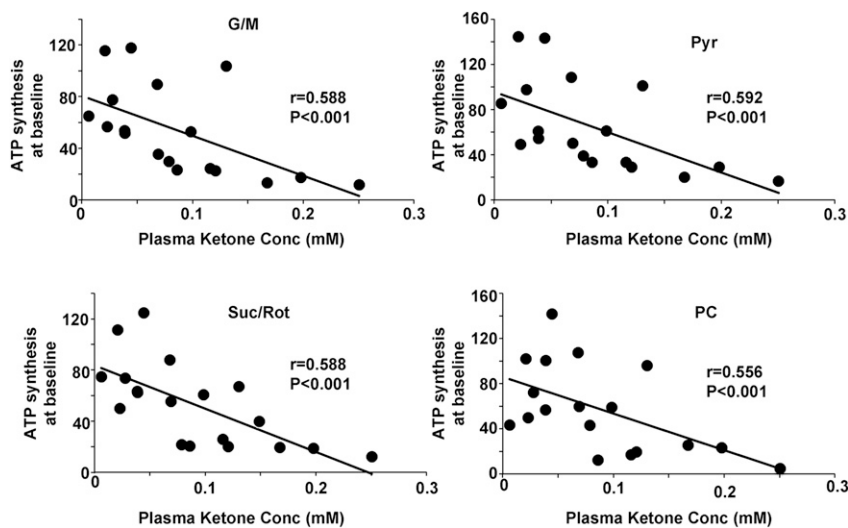 G/M
ATP synthesis
at baseline
120
80
40
0
r=0.588
P<0.001
0
0.1
0.2
0.3
Plasma Ketone Conc (mM)
Pyr
ATP synthesis
at baseline
160
120
80
40
0
r=0.592
P<0.001
0
0.1
0.2
0.3
Plasma Ketone Conc (mM)
Suc/Rot
ATP synthesis
at baseline
120
80
40
0
r=0.588
P<0.001
0
0.1
0.2
0.3
Plasma Ketone Conc (mM)
PC
ATP synthesis
at baseline
160
120
80
40
0
r=0.556
P<0.001
0
0.1
0.2
0.3
Plasma Ketone Conc (mM)